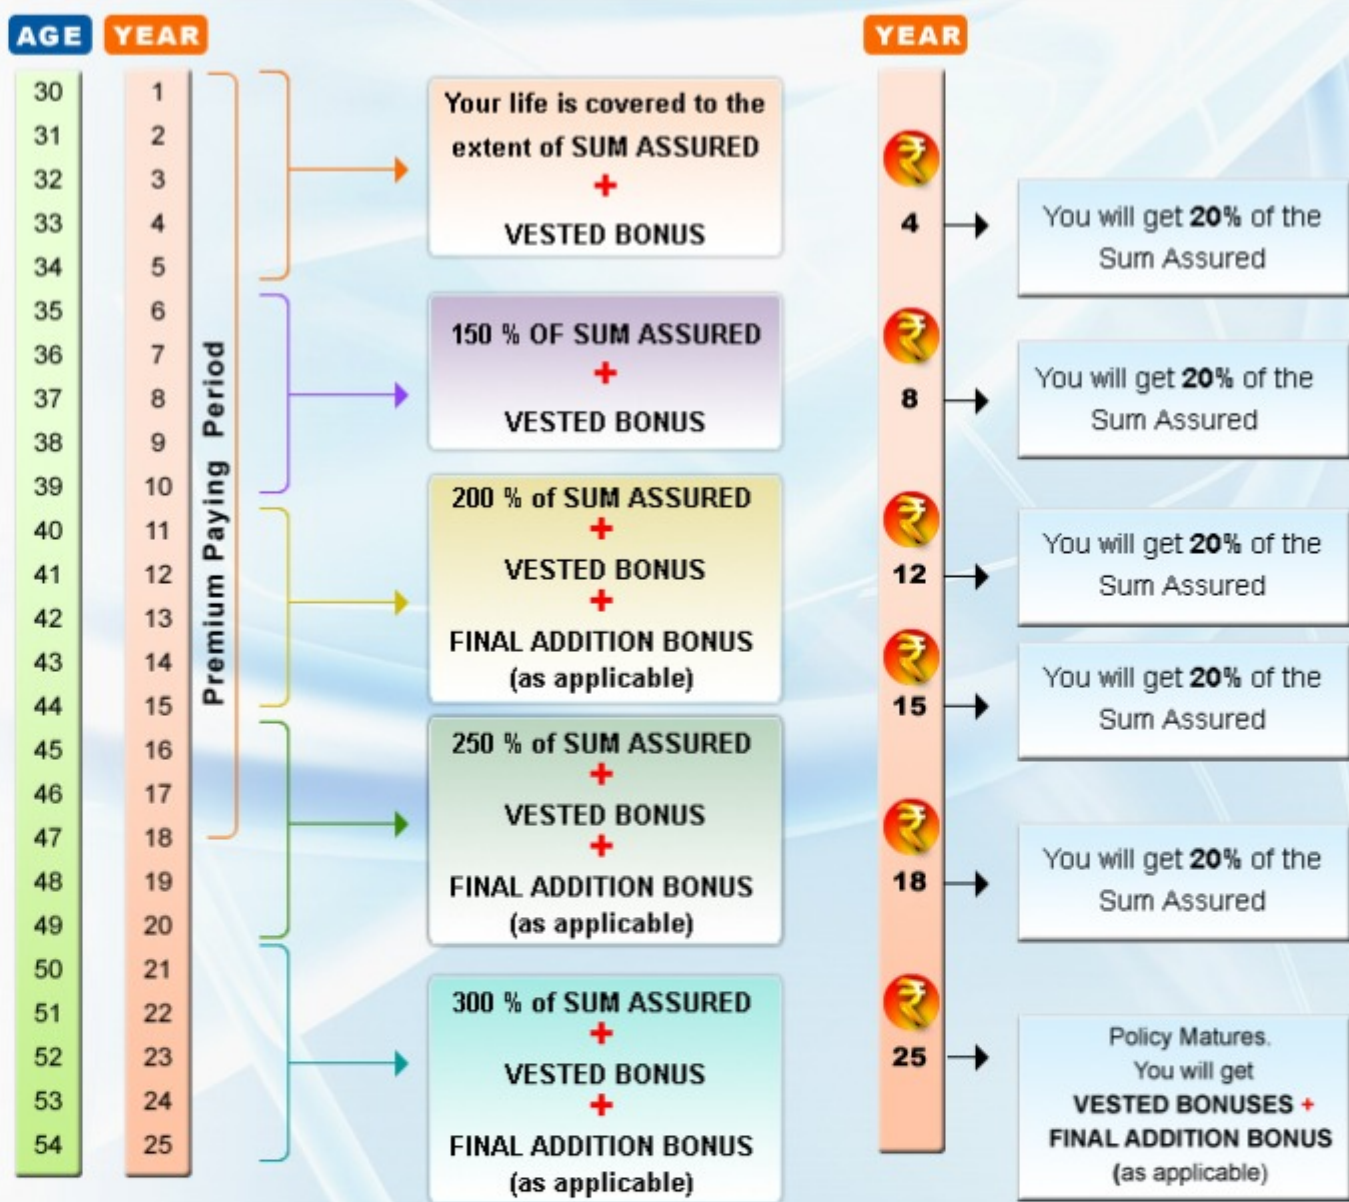 AGE
YEAR
30
31
32
33
34
35
36
37
38
39
40
41
42
43
44
45
46
47
48
49
50
51
52
53
54
1
2
3
4
5
6
7
8
9
10
11
12
13
14
15
16
17
18
19
20
21
22
23
24
25
Premium Paying Period
Your life is covered to the
extent of SUM ASSURED
+
VESTED BONUS
150 % OF SUM ASSURED
+
VESTED BONUS
200 % of SUM ASSURED
+
VESTED BONUS
+
FINAL ADDITION BONUS
(as applicable)
250 % of SUM ASSURED
+
VESTED BONUS
+
FINAL ADDITION BONUS
(as applicable)
300 % of SUM ASSURED
+
VESTED BONUS
+
FINAL ADDITION BONUS
(as applicable)
YEAR
₹
4
You will get 20% of the
Sum Assured
₹
8
You will get 20% of the
Sum Assured
₹
12
You will get 20% of the
Sum Assured
₹
15
You will get 20% of the
Sum Assured
₹
18
You will get 20% of the
Sum Assured
₹
25
Policy Matures.
You will get
VESTED BONUSES +
FINAL ADDITION BONUS
(as applicable)